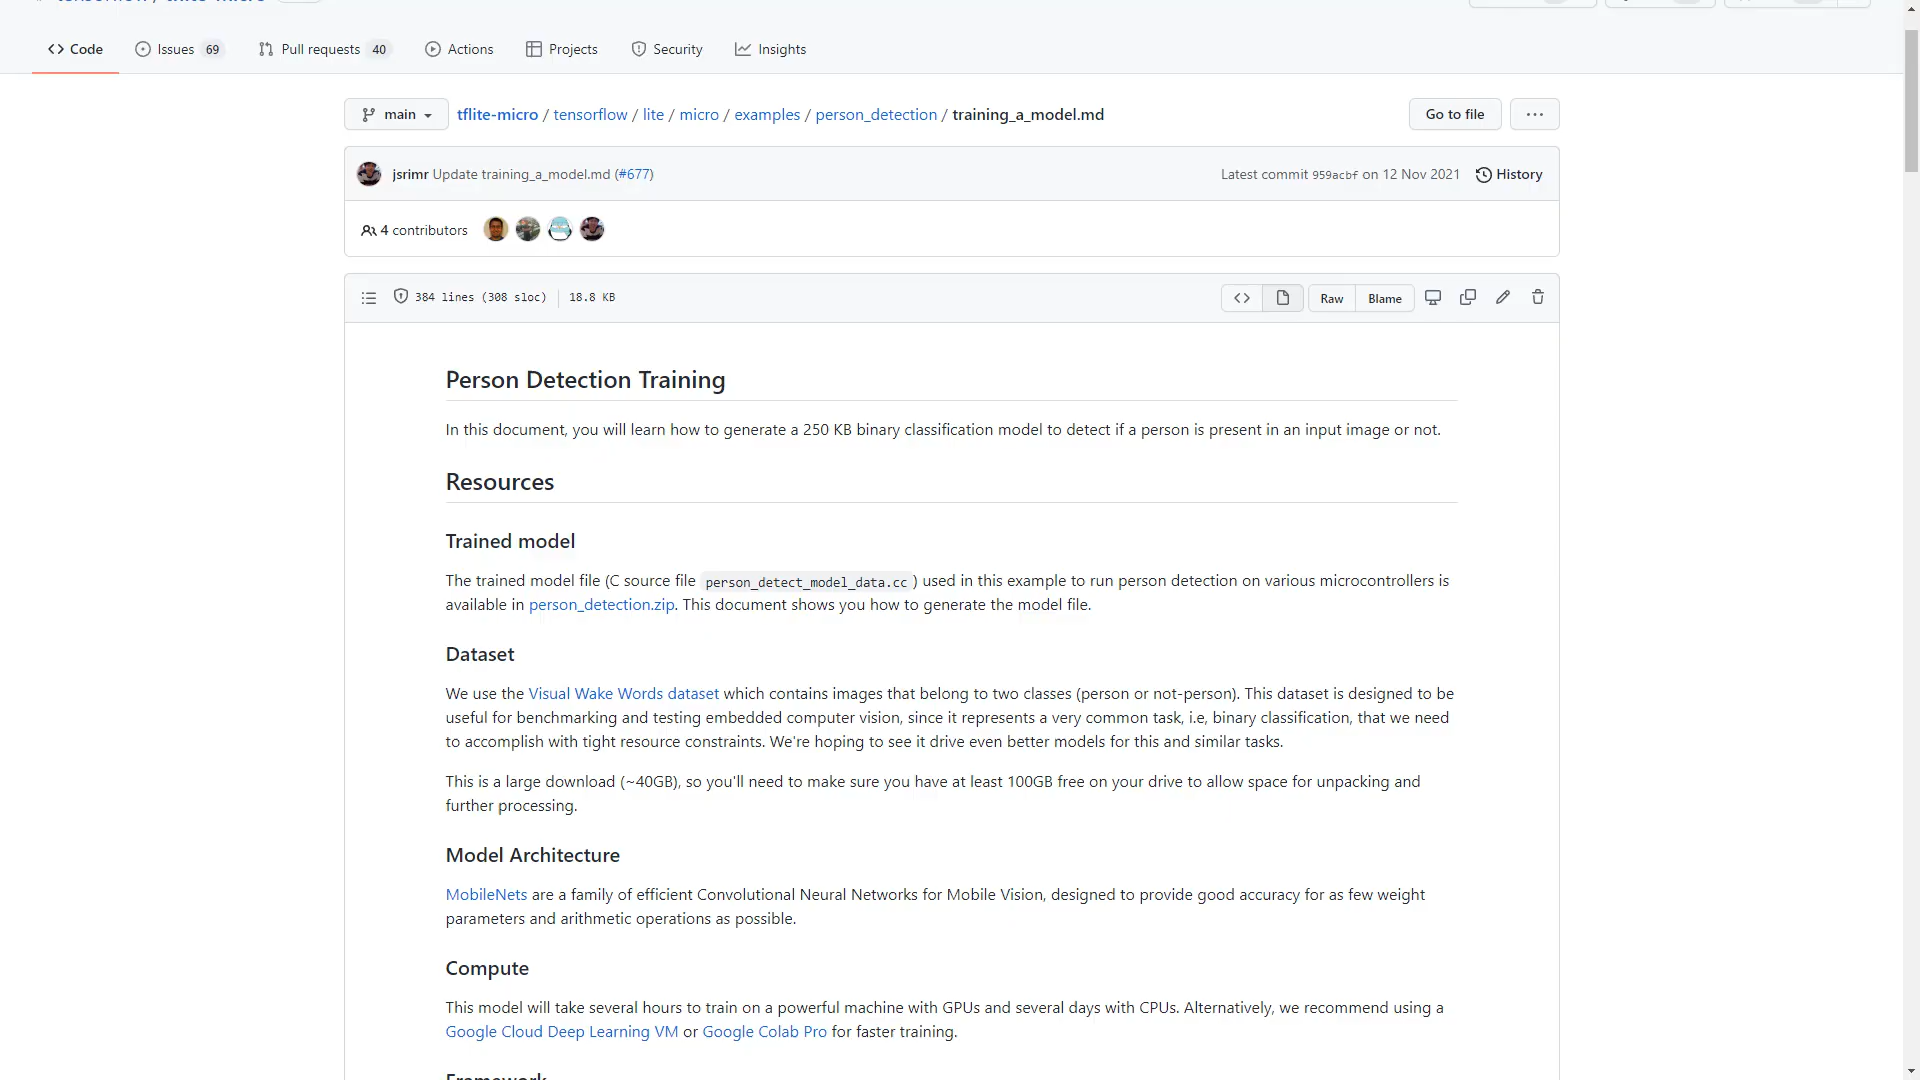 Code Issues 69 Pull requests 40 Actions Projects Security Insights
main tflite-micro / tensorflow / lite / micro / examples / person_detection / training_a_model.md Go to file ...
jsrimr Update training_a_model.md (#677) Latest commit 959acbf on 12 Nov 2021 History
4 contributors
384 lines (308 sloc) 18.8 KB Raw Blame
Person Detection Training
In this document, you will learn how to generate a 250 KB binary classification model to detect if a person is present in an input image or not.
Resources
Trained model
The trained model file (C source file person_detect_model_data.cc ) used in this example to run person detection on various microcontrollers is
available in person_detection.zip. This document shows you how to generate the model file.
Dataset
We use the Visual Wake Words dataset which contains images that belong to two classes (person or not-person). This dataset is designed to be
useful for benchmarking and testing embedded computer vision, since it represents a very common task, i.e, binary classification, that we need
to accomplish with tight resource constraints. We're hoping to see it drive even better models for this and similar tasks.
This is a large download (~40GB), so you'll need to make sure you have at least 100GB free on your drive to allow space for unpacking and
further processing.
Model Architecture
MobileNets are a family of efficient Convolutional Neural Networks for Mobile Vision, designed to provide good accuracy for as few weight
parameters and arithmetic operations as possible.
Compute
This model will take several hours to train on a powerful machine with GPUs and several days with CPUs. Alternatively, we recommend using a
Google Cloud Deep Learning VM or Google Colab Pro for faster training.
Framework